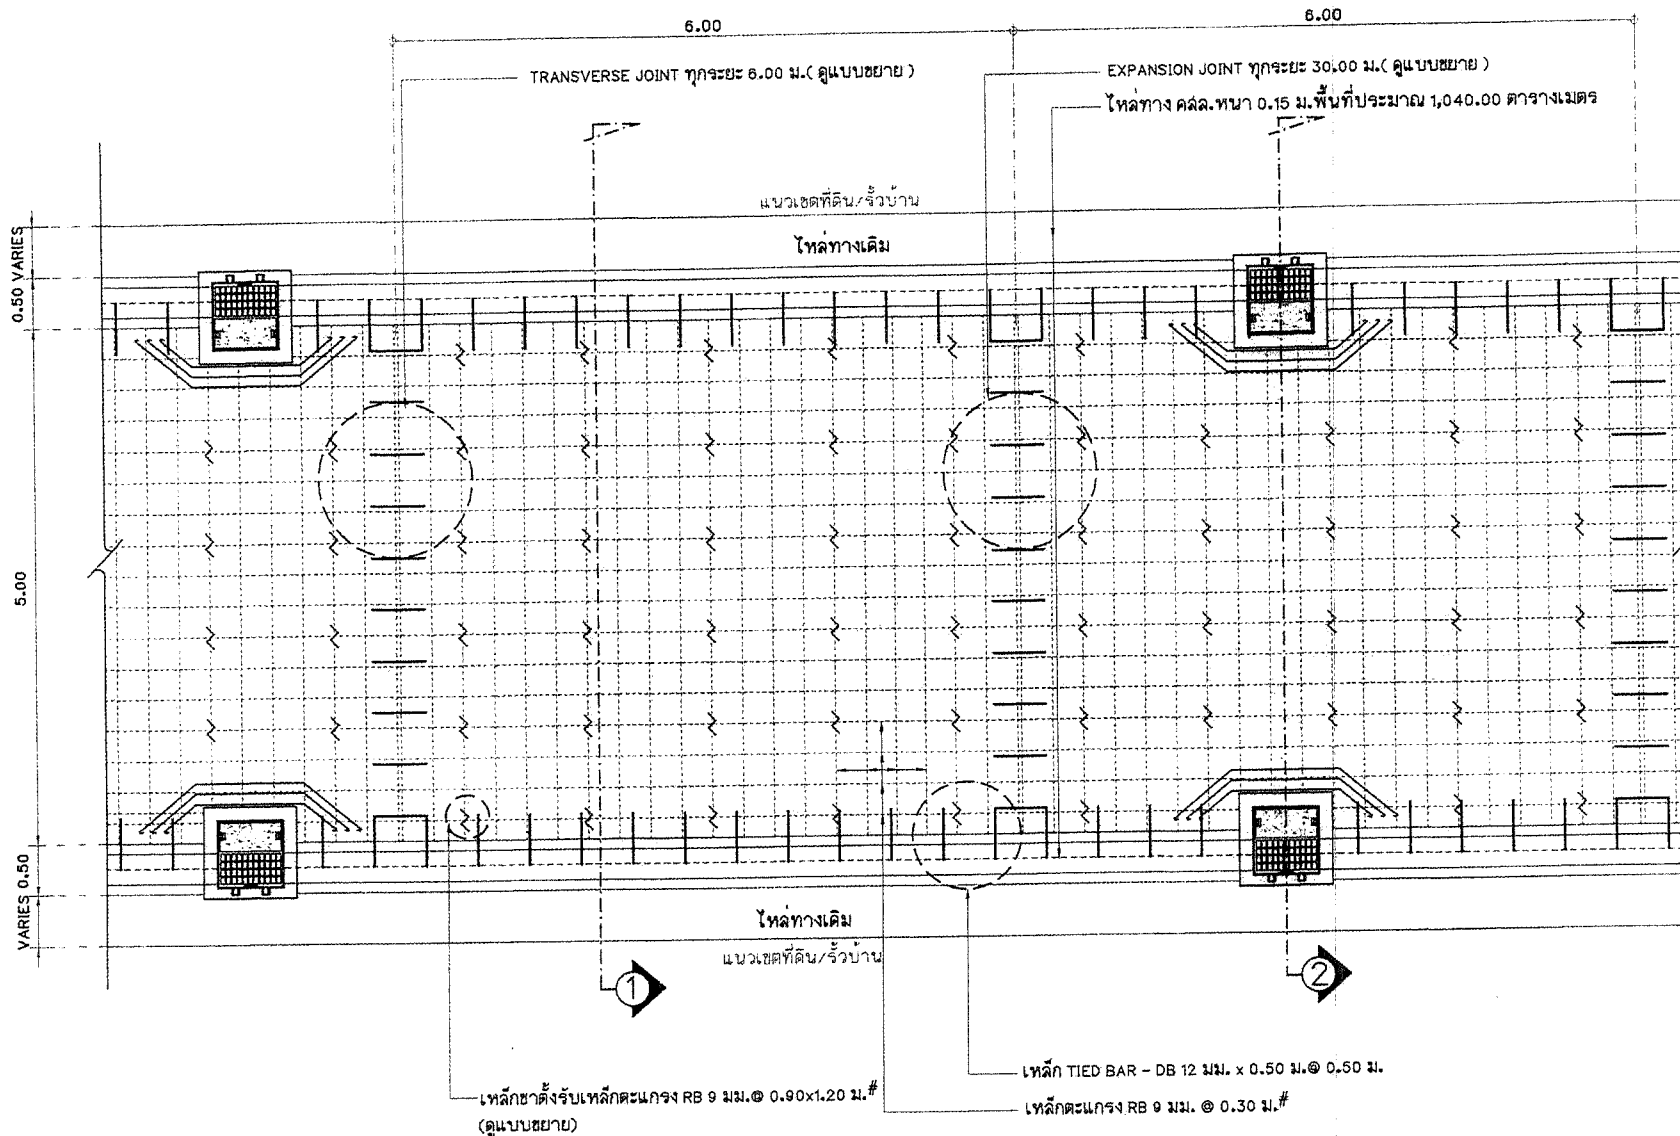 6.00
6.00
TRANSVERSE JOINT ทุกระยะ 6.00 ม.( ดูแบบขยาย )
EXPANSION JOINT ทุกระยะ 30.00 ม.( ดูแบบขยาย )
ไหล่ทาง คสล.หนา 0.15 ม.พื้นที่ประมาณ 1,040.00 ตารางเมตร
แนวเขตที่ดิน/รั้วบ้าน
ไหล่ทางเดิม
0.50 VARIES
5.00
VARIES 0.50
ไหล่ทางเดิม
แนวเขตที่ดิน/รั้วบ้าน
1
2
เหล็ก TIED BAR - DB 12 มม. x 0.50 ม.@ 0.50 ม.
เหล็กขาตั้งรับเหล็กตะแกรง RB 9 มม.@ 0.90x1.20 ม.#
(ดูแบบขยาย)
เหล็กตะแกรง RB 9 มม. @ 0.30 ม.#